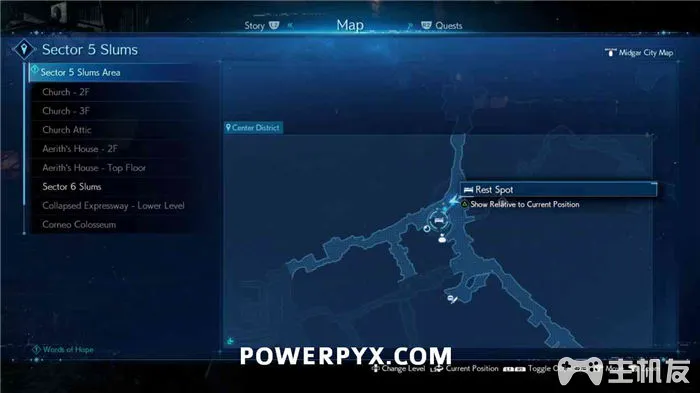 Story
Map
Quests
Sector 5 Slums
Midgar City Map
Sector 5 Slums Area
Church - 2F
Church - 3F
Church Attic
Aerith's House - 2F
Aerith's House - Top Floor
Sector 6 Slums
Collapsed Expressway - Lower Level
Corneo Colosseum
Center District
Rest Spot
Show Relative to Current Position
Words of Hope
POWERPYX.COM
Change Level
Current Position
主机友